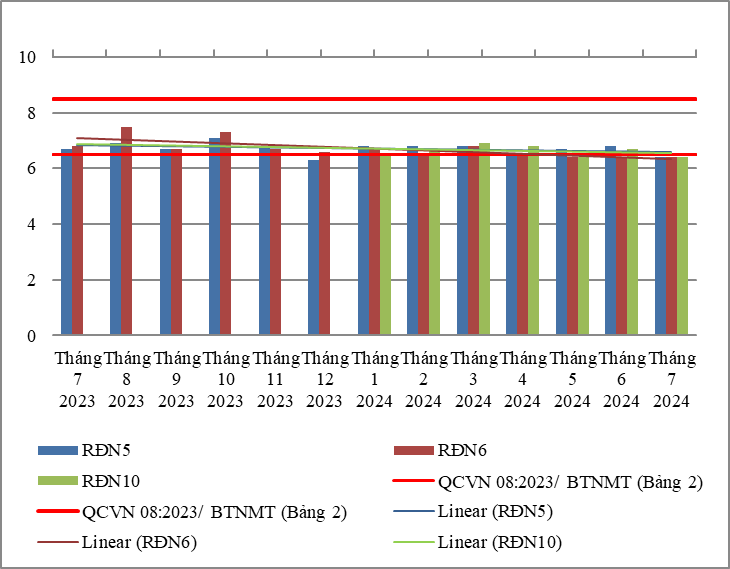 10
8
6
4
2
0
Tháng 7 2023
Tháng 8 2023
Tháng 9 2023
Tháng 10 2023
Tháng 11 2023
Tháng 12 2023
Tháng 1 2024
Tháng 2 2024
Tháng 3 2024
Tháng 4 2024
Tháng 5 2024
Tháng 6 2024
Tháng 7 2024
RĐN5
RĐN6
RĐN10
QCVN 08:2023/ BTNMT (Bảng 2)
QCVN 08:2023/ BTNMT (Bảng 2)
Linear (RĐN5)
Linear (RĐN6)
Linear (RĐN10)